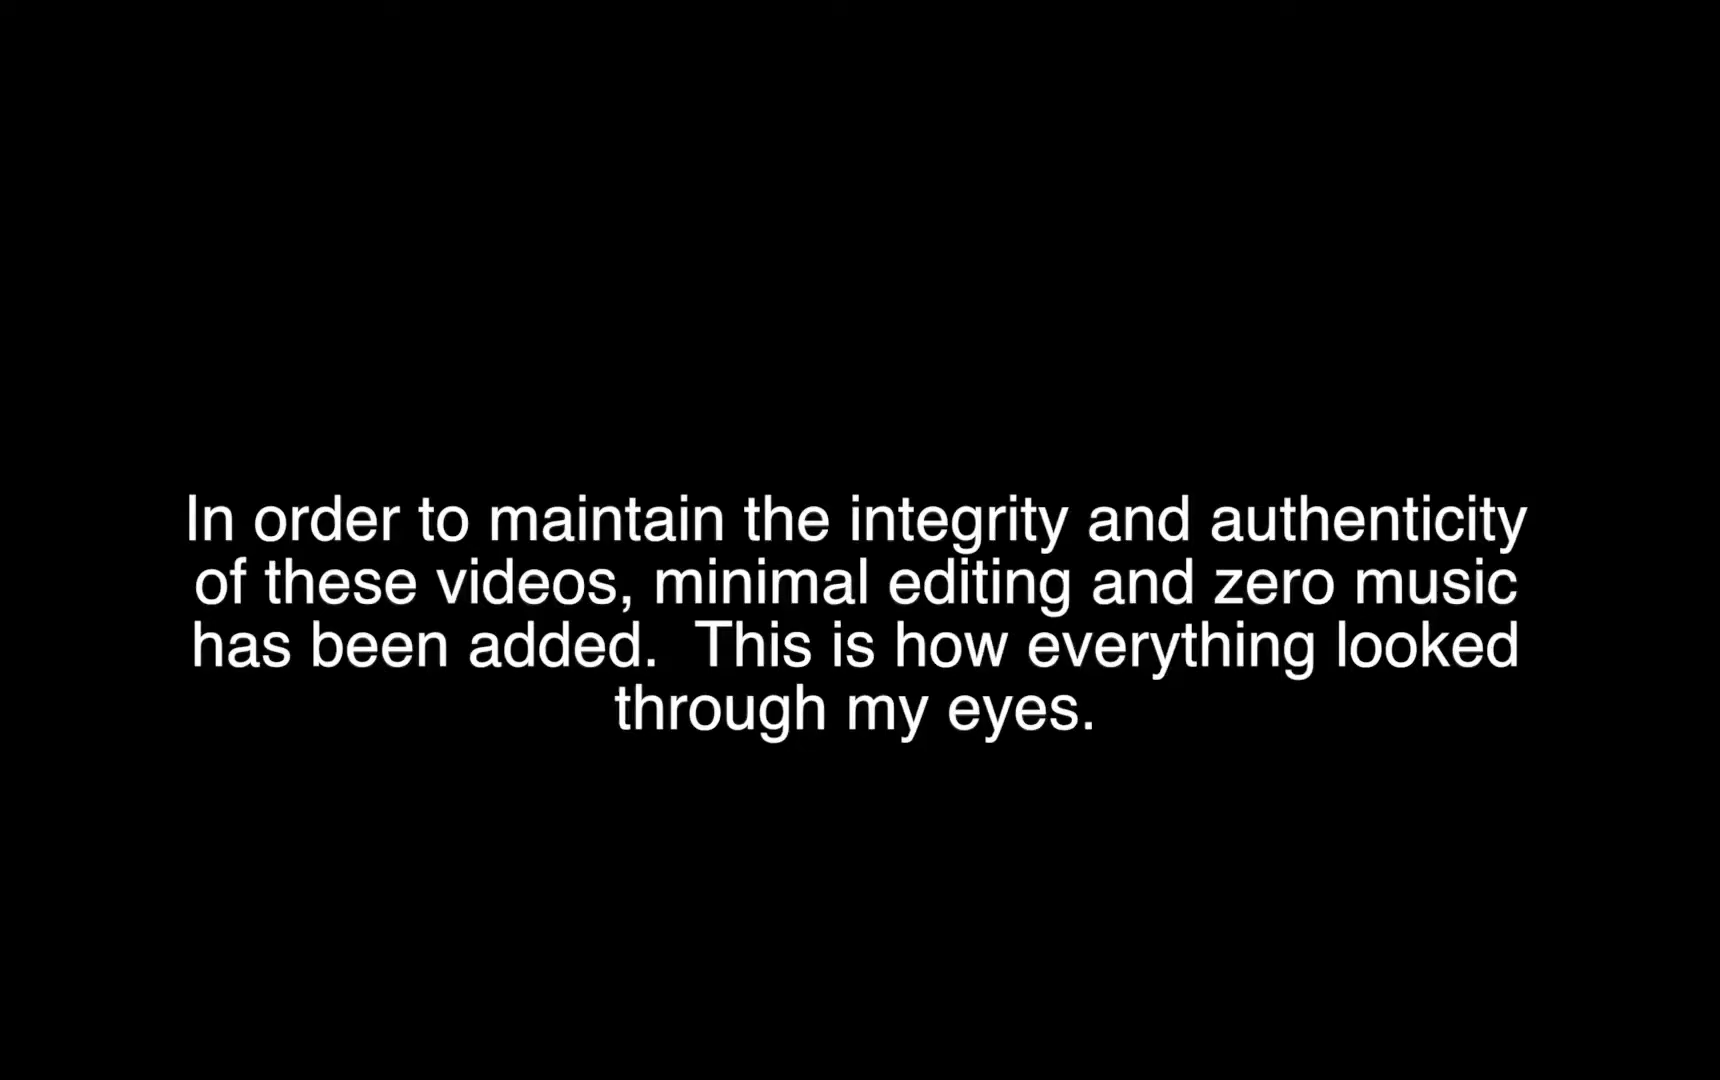 In order to maintain the integrity and authenticity
of these videos, minimal editing and zero music
has been added.  This is how everything looked
through my eyes.